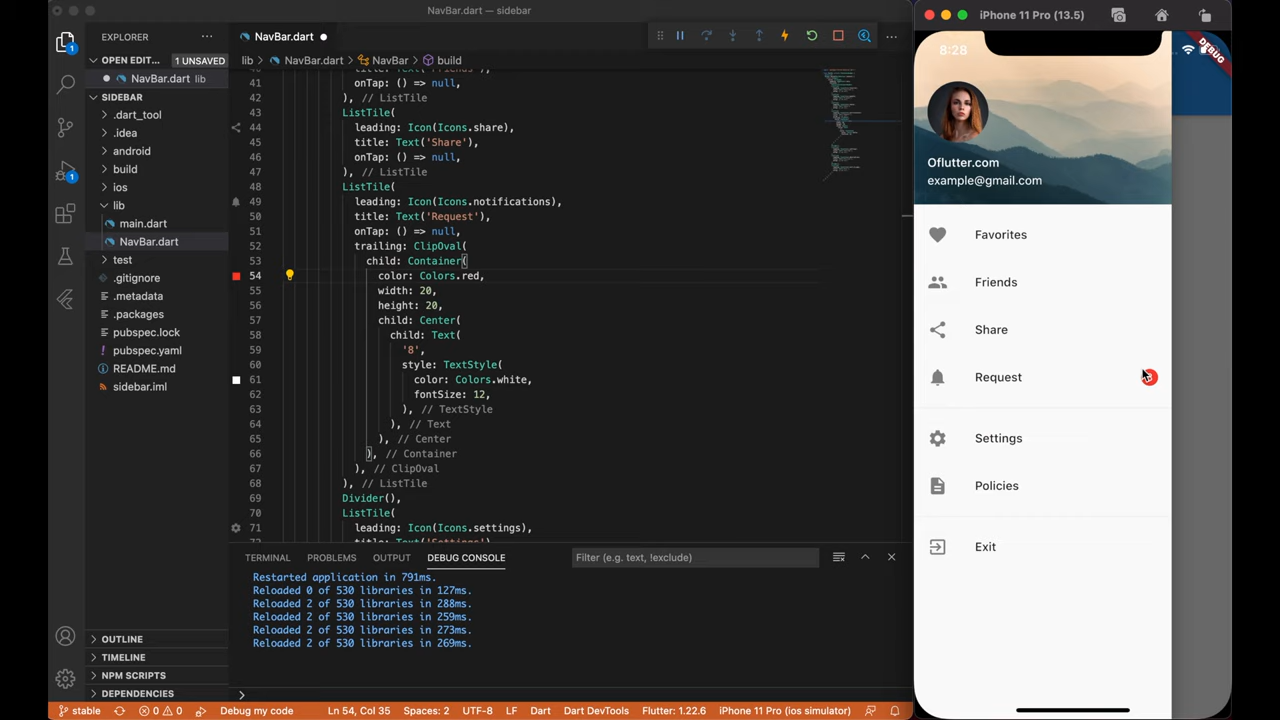 NavBar.dart — sidebar
EXPLORER
OPEN EDIT...
1 UNSAVED
NavBar.dart lib
SIDEBAR
.dart_tool
.idea
android
build
ios
lib
main.dart
NavBar.dart
test
.gitignore
.metadata
.packages
pubspec.lock
pubspec.yaml
README.md
sidebar.iml
OUTLINE
TIMELINE
NPM SCRIPTS
DEPENDENCIES
1
1
NavBar.dart
lib > NavBar.dart > NavBar > build
41 onTap: () => null,
42 ), // ListTile
43 ListTile(
44 leading: Icon(Icons.share),
45 title: Text('Share'),
46 onTap: () => null,
47 ), // ListTile
48 ListTile(
49 leading: Icon(Icons.notifications),
50 title: Text('Request'),
51 onTap: () => null,
52 trailing: ClipOval(
53 child: Container(
54 color: Colors.red,
55 width: 20,
56 height: 20,
57 child: Center(
58 child: Text(
59 '8',
60 style: TextStyle(
61 color: Colors.white,
62 fontSize: 12,
63 ), // TextStyle
64 ), // Text
65 ), // Center
66 ), // Container
67 ), // ClipOval
68 ), // ListTile
69 Divider(),
70 ListTile(
71 leading: Icon(Icons.settings),
TERMINAL PROBLEMS OUTPUT DEBUG CONSOLE
Filter (e.g. text, !exclude)
Restarted application in 791ms.
Reloaded 0 of 530 libraries in 127ms.
Reloaded 2 of 530 libraries in 288ms.
Reloaded 2 of 530 libraries in 259ms.
Reloaded 2 of 530 libraries in 273ms.
Reloaded 2 of 530 libraries in 269ms.
stable 0 0 Debug my code Ln 54, Col 35 Spaces: 2 UTF-8 LF Dart Dart DevTools Flutter: 1.22.6 iPhone 11 Pro (ios simulator)
iPhone 11 Pro (13.5)
8:28
DEBUG
Oflutter.com
example@gmail.com
Favorites
Friends
Share
Request
Settings
Policies
Exit